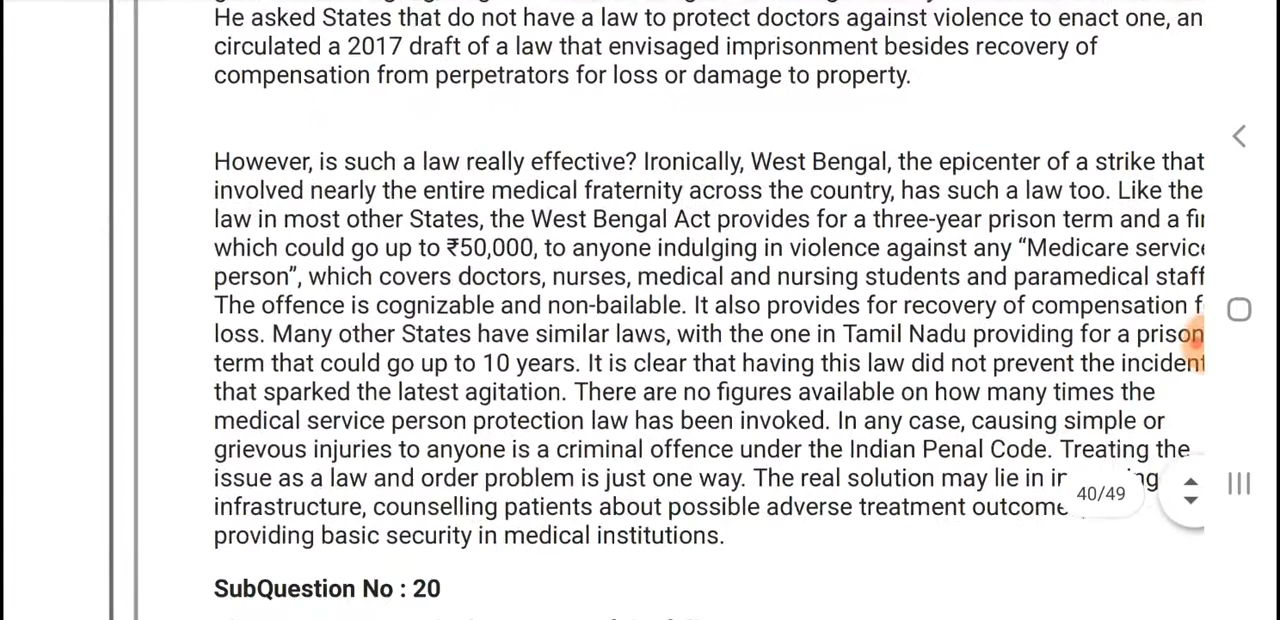 He asked States that do not have a law to protect doctors against violence to enact one, an
circulated a 2017 draft of a law that envisaged imprisonment besides recovery of
compensation from perpetrators for loss or damage to property.
However, is such a law really effective? Ironically, West Bengal, the epicenter of a strike that
involved nearly the entire medical fraternity across the country, has such a law too. Like the
law in most other States, the West Bengal Act provides for a three-year prison term and a
which could go up to ₹50,000, to anyone indulging in violence against any “Medicare service
person”, which covers doctors, nurses, medical and nursing students and paramedical staff
The offence is cognizable and non-bailable. It also provides for recovery of compensation
loss. Many other States have similar laws, with the one in Tamil Nadu providing for a prison
term that could go up to 10 years. It is clear that having this law did not prevent the incident
that sparked the latest agitation. There are no figures available on how many times the
medical service person protection law has been invoked. In any case, causing simple or
grievous injuries to anyone is a criminal offence under the Indian Penal Code. Treating the
issue as a law and order problem is just one way. The real solution may lie in
40/49
infrastructure, counselling patients about possible adverse treatment outcome
providing basic security in medical institutions.
SubQuestion No : 20